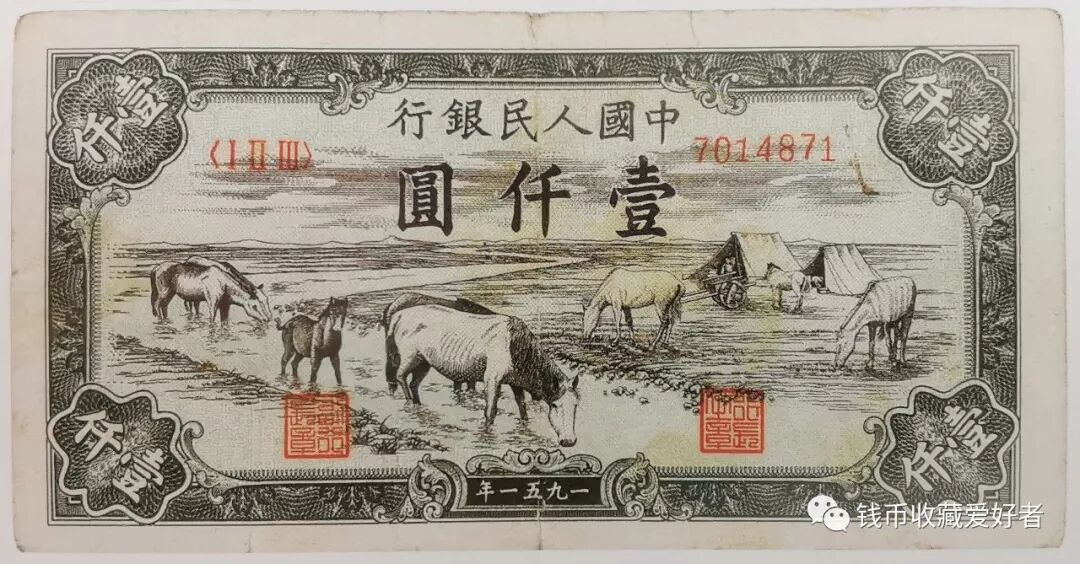 壹仟
壹仟
中國人民銀行
〈I II III〉
7014871
壹仟圓
壹仟
壹仟
一九五一年
钱币收藏爱好者